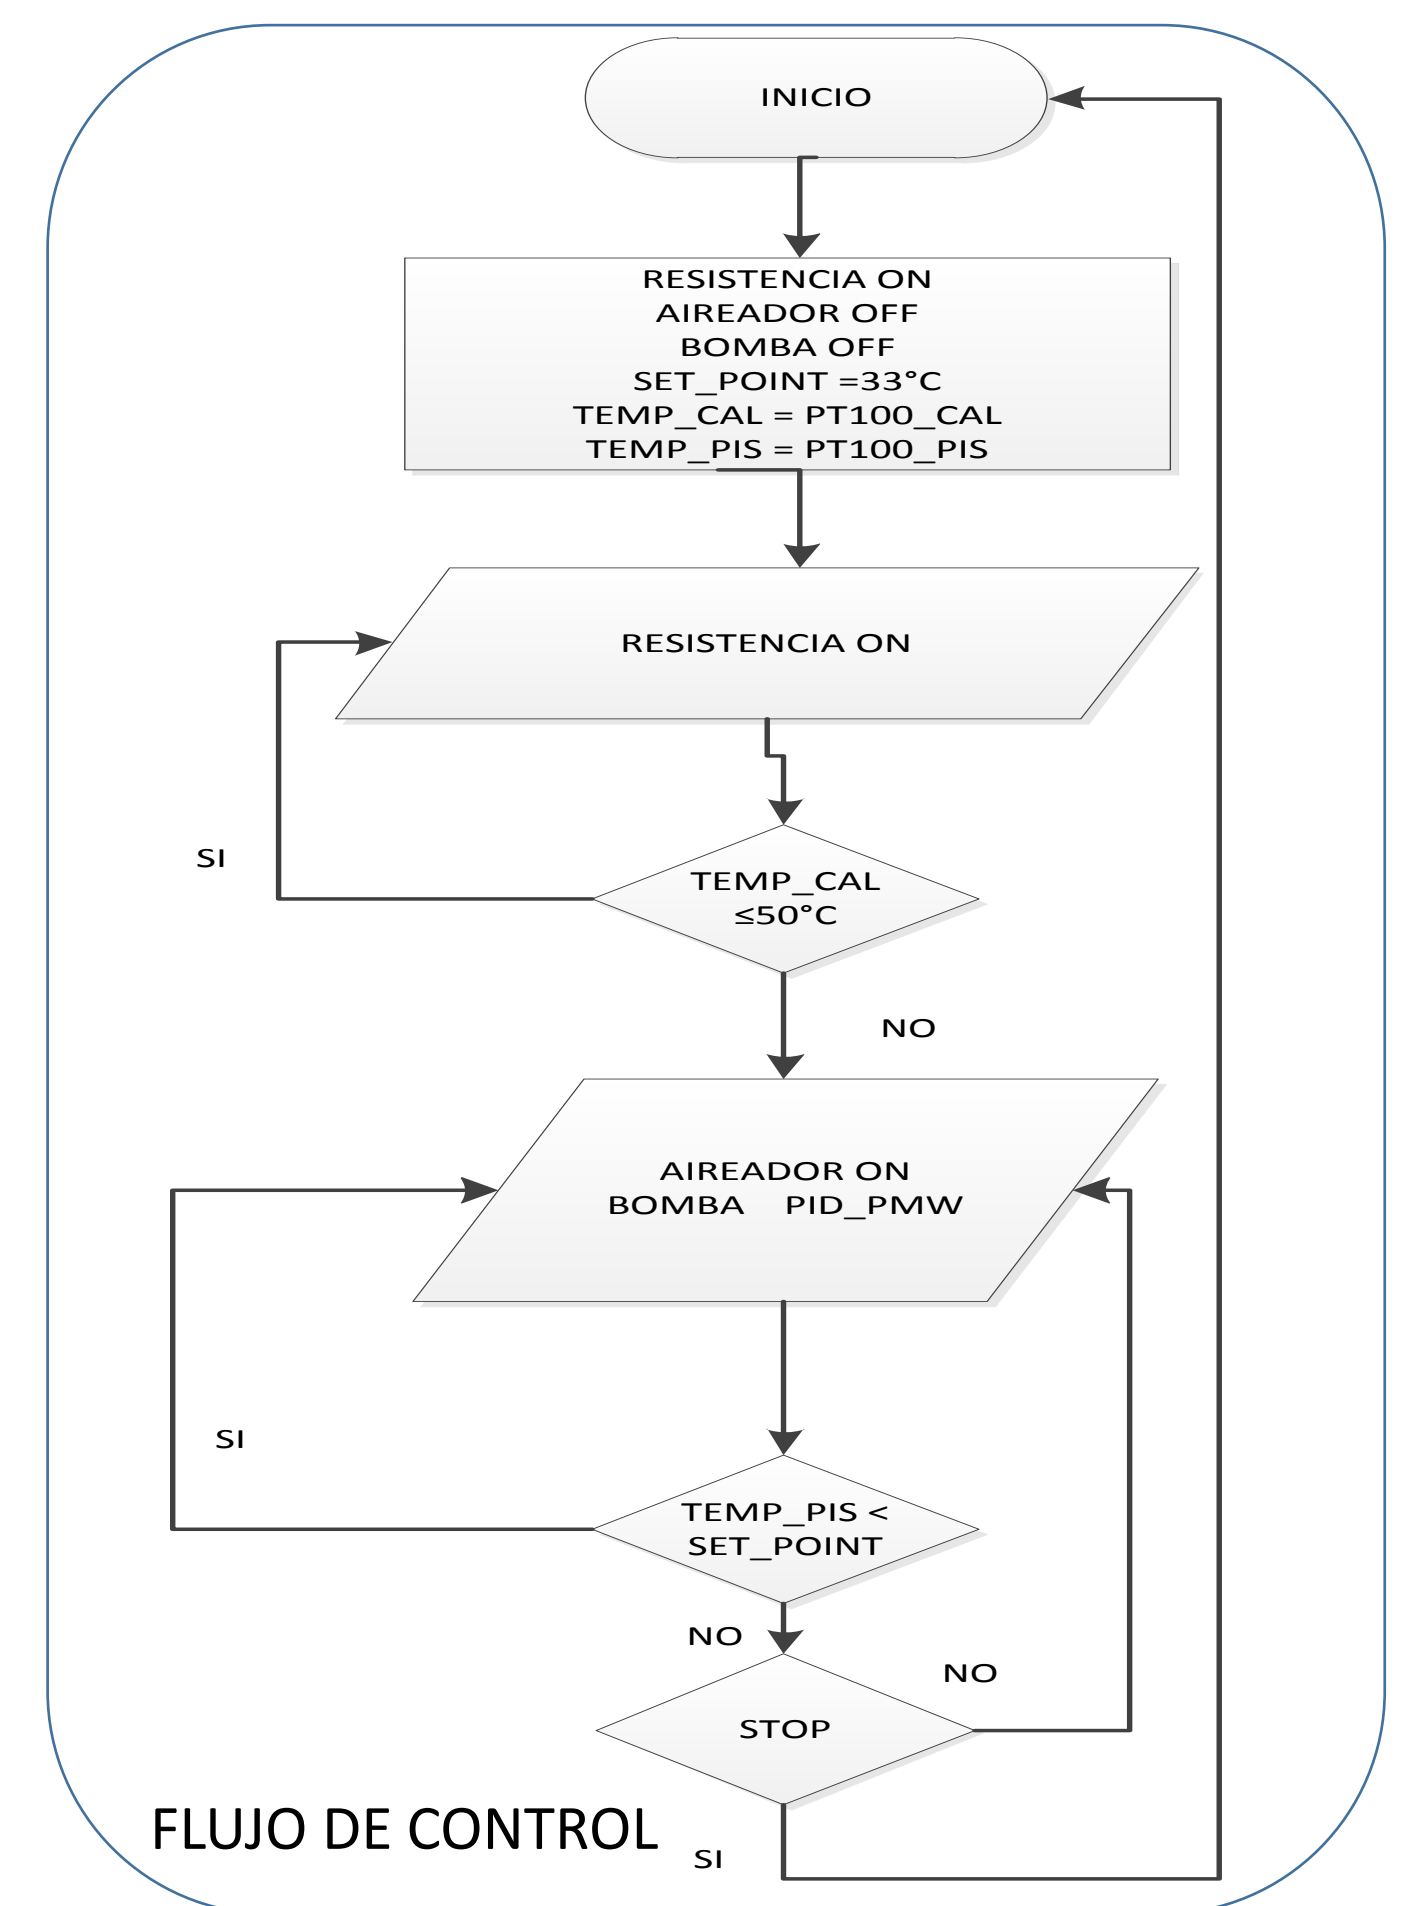 INICIO
RESISTENCIA ON
AIREADOR OFF
BOMBA OFF
SET_POINT =33°C
TEMP_CAL = PT100_CAL
TEMP_PIS = PT100_PIS
RESISTENCIA ON
SI
TEMP_CAL
≤50°C
NO
AIREADOR ON
BOMBA PID_PMW
SI
TEMP_PIS <
SET_POINT
NO
NO
STOP
FLUJO DE CONTROL
SI